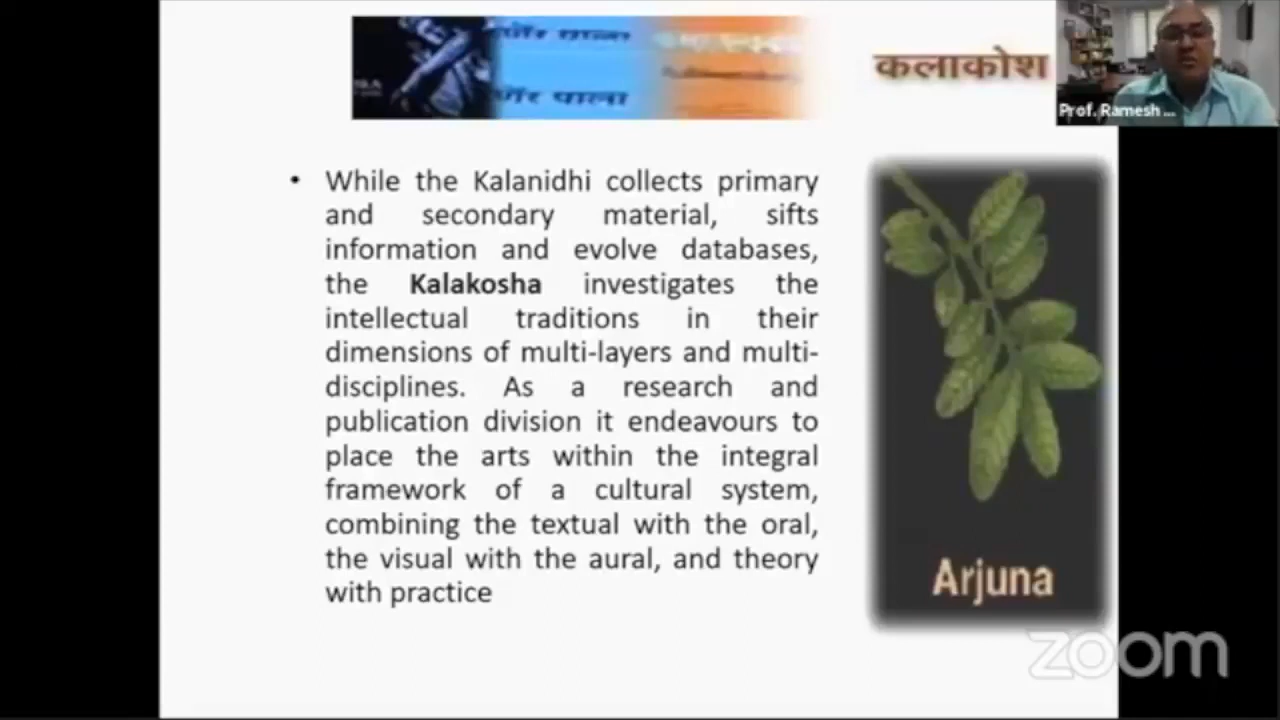 कलाकोश
Prof. Ramesh ...
• While the Kalanidhi collects primary
and secondary material, sifts
information and evolve databases,
the Kalakosha investigates the
intellectual traditions in their
dimensions of multi-layers and multi-
disciplines. As a research and
publication division it endeavours to
place the arts within the integral
framework of a cultural system,
combining the textual with the oral,
the visual with the aural, and theory
with practice
Arjuna
zoom